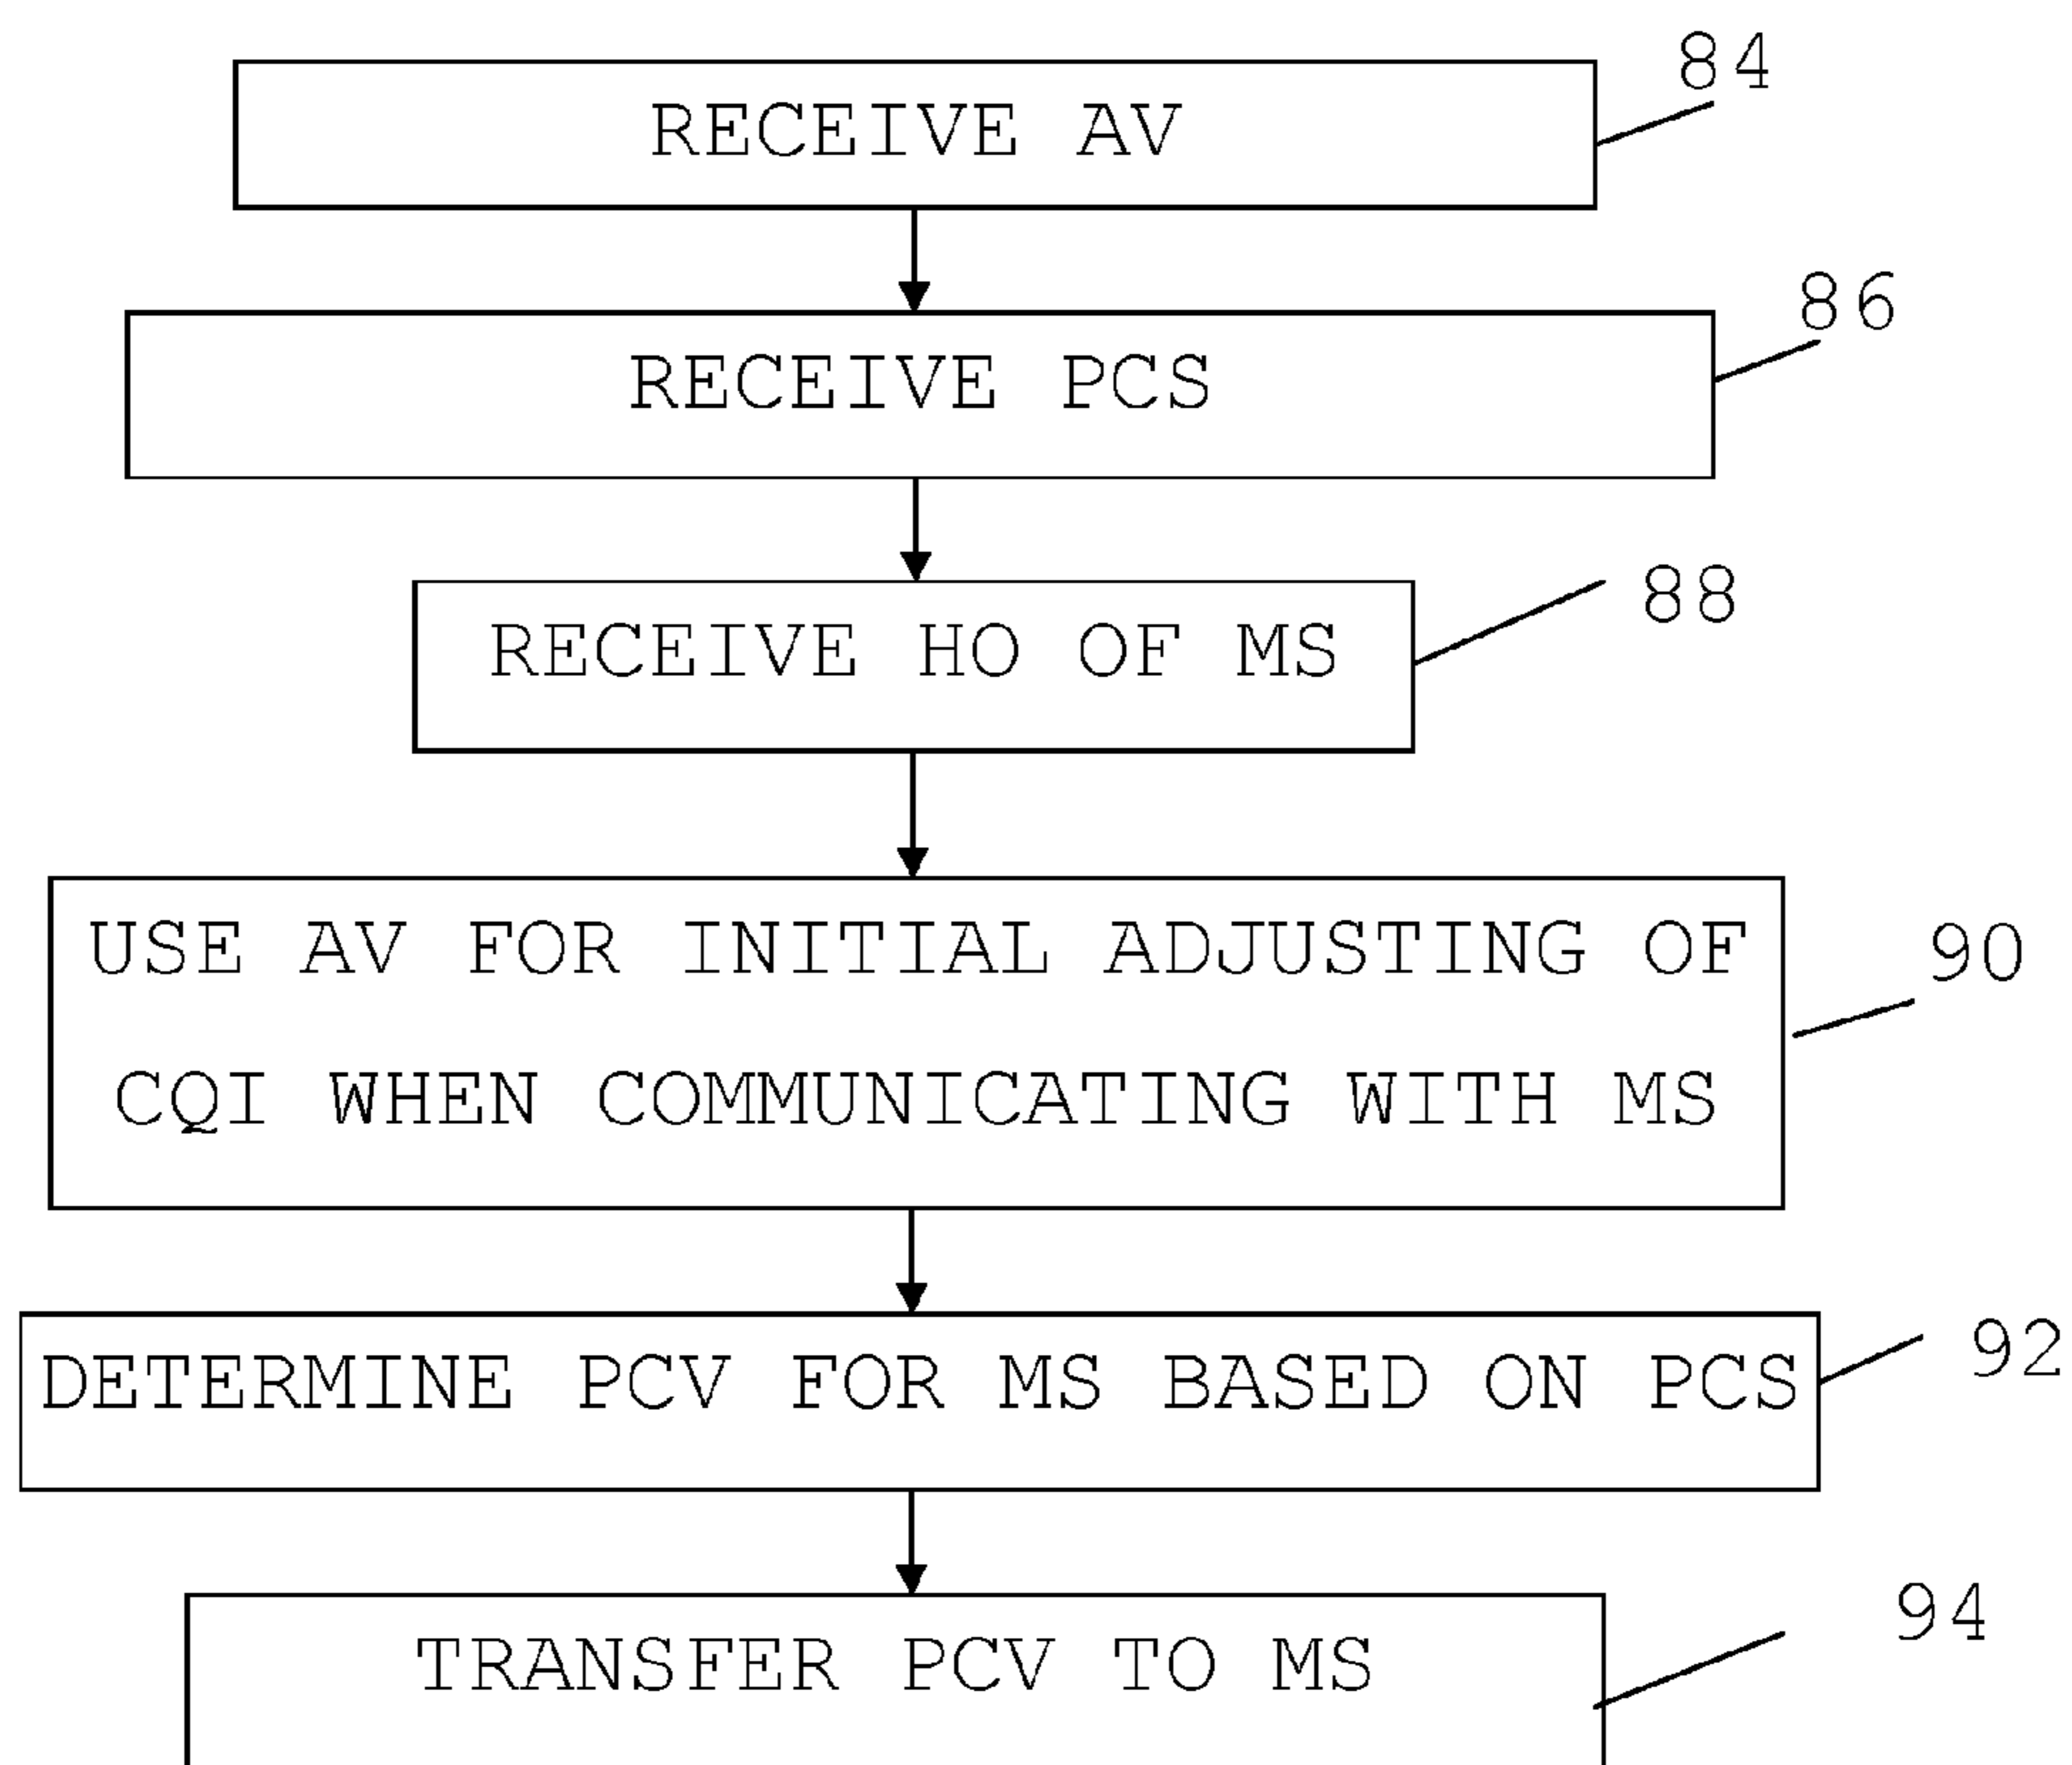 84
RECEIVE AV
86
RECEIVE PCS
88
RECEIVE HO OF MS
90
USE AV FOR INITIAL ADJUSTING OF
CQI WHEN COMMUNICATING WITH MS
92
DETERMINE PCV FOR MS BASED ON PCS
94
TRANSFER PCV TO MS